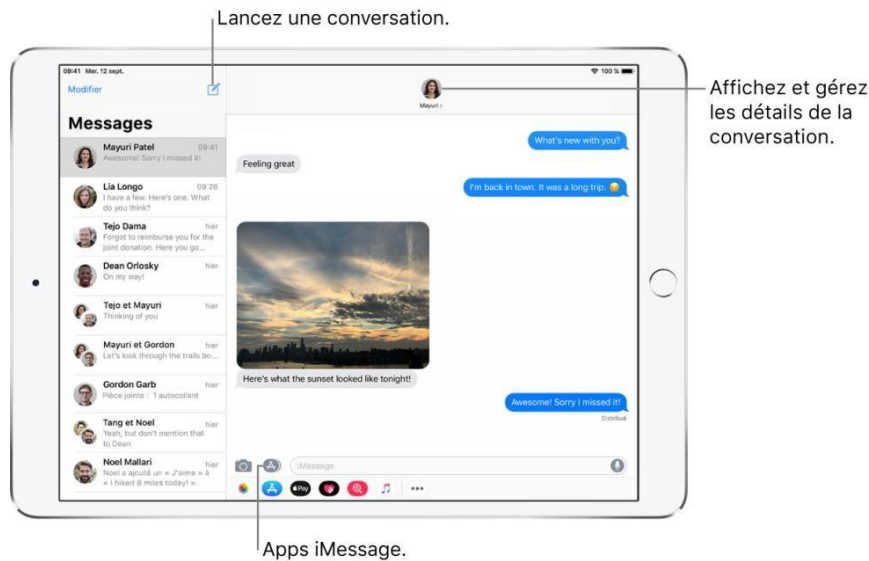 Lancez une conversation.
09:41 Mer. 12 sept.
100 %
Modifier
Messages
Mayuri Patel 09:41
Awesome! Sorry I missed it!
Lia Longo 09:26
I have a few. Here's one. What
do you think?
Tejo Dama hier
Forgot to reimburse you for the
joint donation. Here you go...
Dean Orlosky hier
On my way!
Tejo et Mayuri hier
Thinking of you
Mayuri et Gordon hier
Let's look through the trails bo...
Gordon Garb hier
Pièce jointe : 1 autocollant
Tang et Noel hier
Yeah, but don't mention that
to Dean
Noel Mallari hier
Noel a ajouté un « J'aime » à
« I hiked 8 miles today! ».
Mayuri >
What's new with you?
Feeling great
I'm back in town. It was a long trip.
Here's what the sunset looked like tonight!
Awesome! Sorry I missed it!
Distribué
iMessage
Pay
Affichez et gérez
les détails de la
conversation.
Apps iMessage.